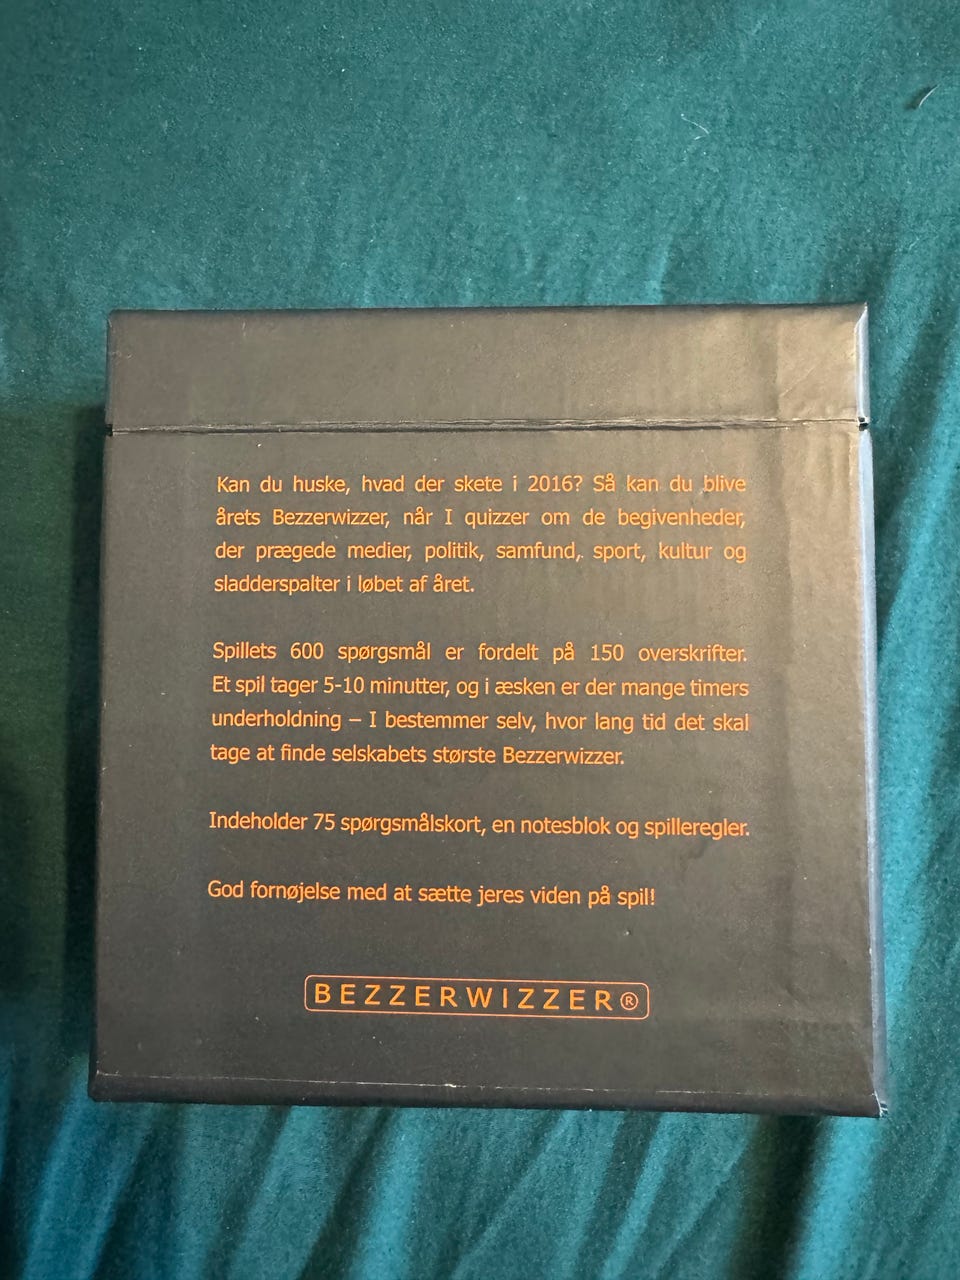 Kan du huske, hvad der skete i 2016? Så kan du blive
årets Bezzerwizzer, når I quizzer om de begivenheder,
der prægede medier, politik, samfund, sport, kultur og
sladderspalter i løbet af året.
Spillets 600 spørgsmål er fordelt på 150 overskrifter.
Et spil tager 5-10 minutter, og i æsken er der mange timers
underholdning – I bestemmer selv, hvor lang tid det skal
tage at finde selskabets største Bezzerwizzer.
Indeholder 75 spørgsmålskort, en notesblok og spilleregler.
God fornøjelse med at sætte jeres viden på spil!
BEZZERWIZZER®